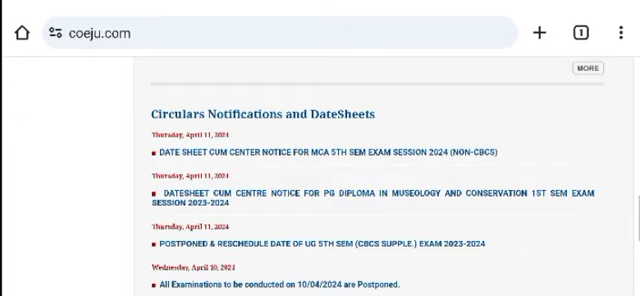 coeju.com
1
MORE
Circulars Notifications and DateSheets
Thursday, April 11, 2024
DATE SHEET CUM CENTER NOTICE FOR MCA 5TH SEM EXAM SESSION 2024 (NON-CBCS)
Thursday, April 11, 2024
DATESHEET CUM CENTRE NOTICE FOR PG DIPLOMA IN MUSEOLOGY AND CONSERVATION 1ST SEM EXAM
SESSION 2023-2024
Thursday, April 11, 2024
POSTPONED & RESCHEDULE DATE OF UG 5TH SEM (CBCS SUPPLE.) EXAM 2023-2024
Wednesday, April 10, 2024
All Examinations to be conducted on 10/04/2024 are Postponed.